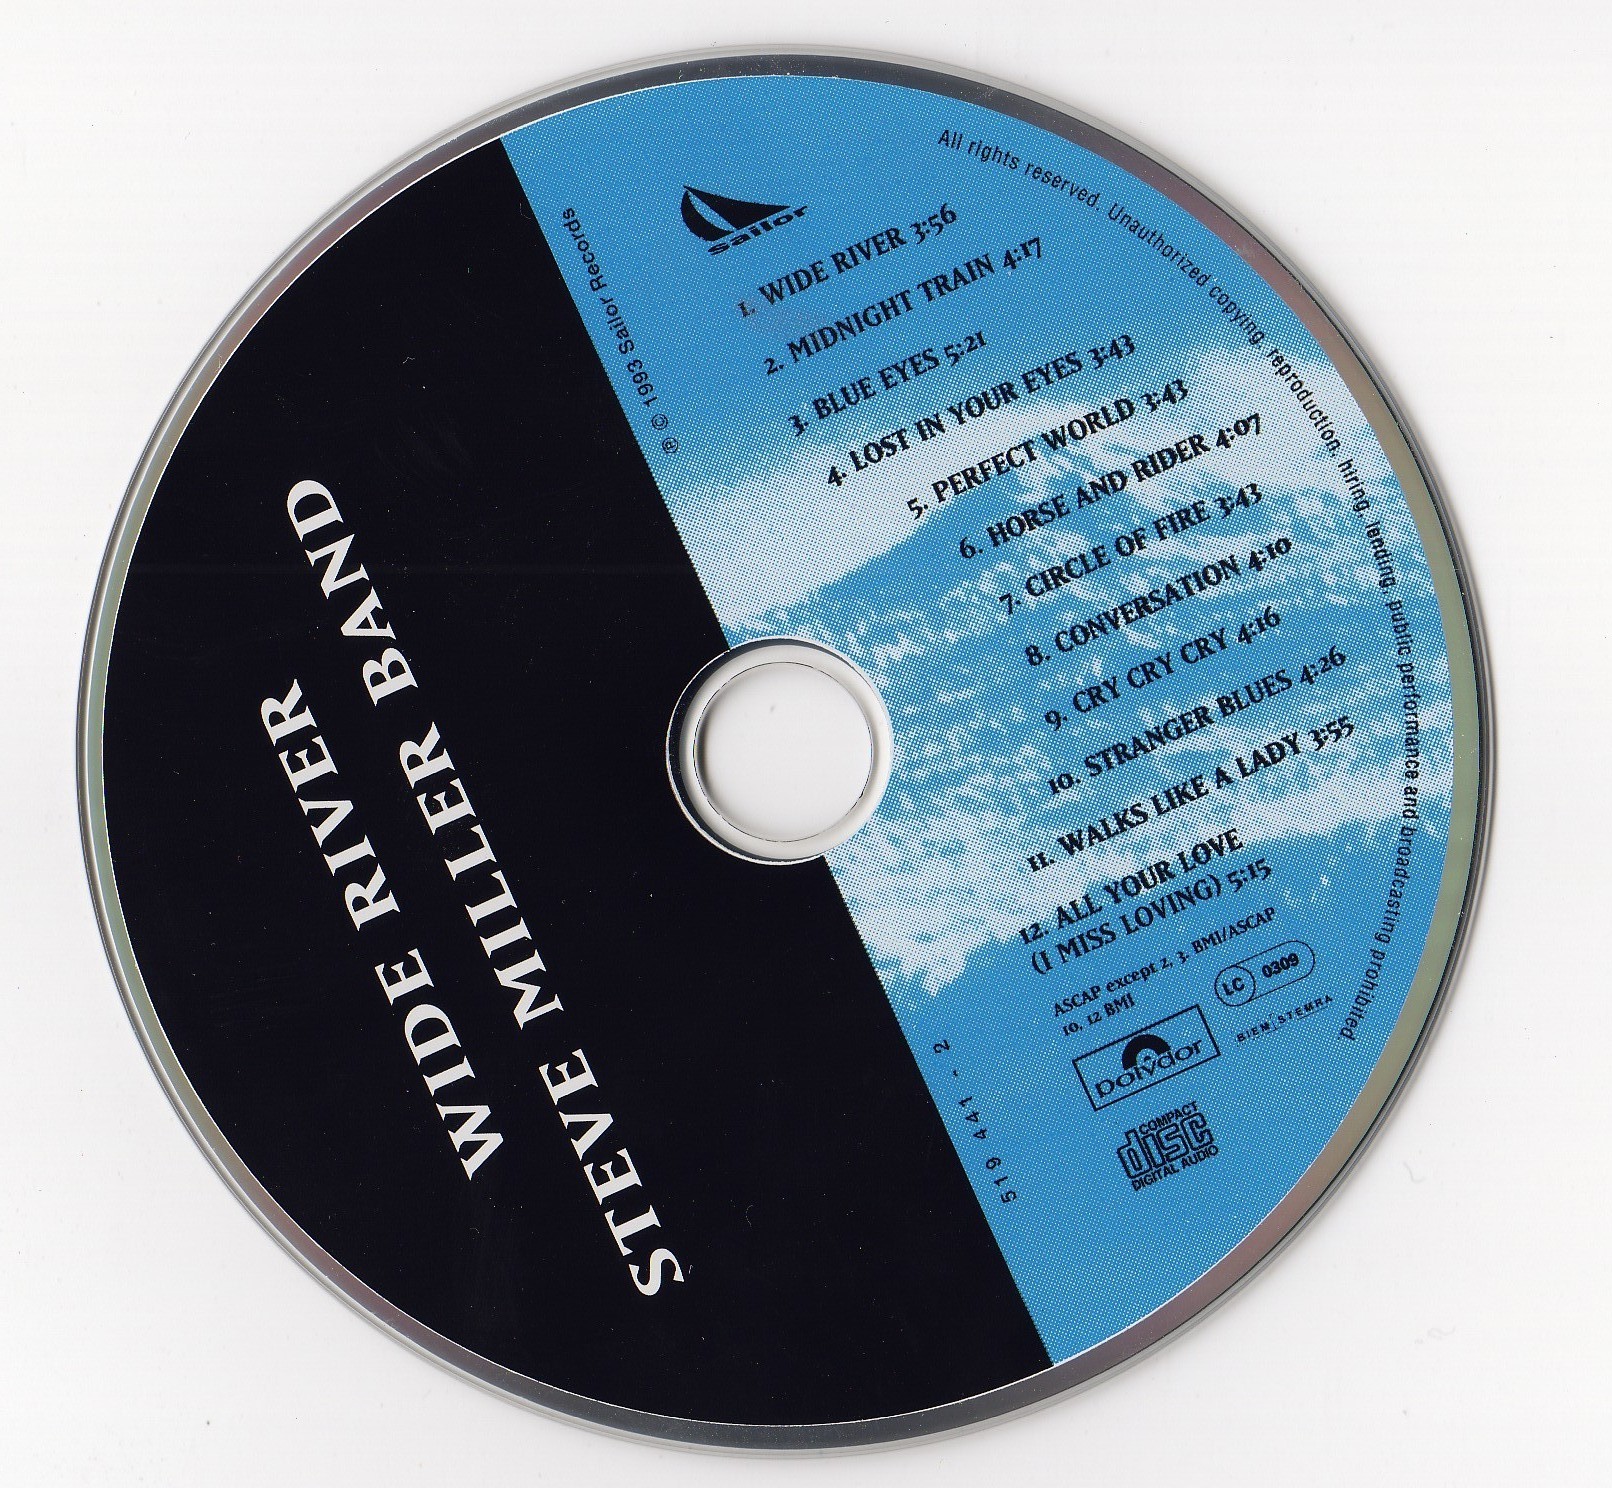 WIDE RIVER
STEVE MILLER BAND
℗ © 1993 Sailor Records
sailor
1. WIDE RIVER 3:56
2. MIDNIGHT TRAIN 4:17
3. BLUE EYES 5:21
4. LOST IN YOUR EYES 3:43
5. PERFECT WORLD 3:43
6. HORSE AND RIDER 4:07
7. CIRCLE OF FIRE 3:43
8. CONVERSATION 4:10
9. CRY CRY CRY 4:16
10. STRANGER BLUES 4:26
11. WALKS LIKE A LADY 3:55
12. ALL YOUR LOVE
(I MISS LOVING) 5:15
ASCAP except 2, 3. BMI/ASCAP
10, 12 BMI
LC 0309
polydor
BIEM_STEMRA
COMPACT
disc
DIGITAL AUDIO
519 441 - 2
All rights reserved. Unauthorized copying, reproduction, hiring, lending, public performance and broadcasting prohibited.